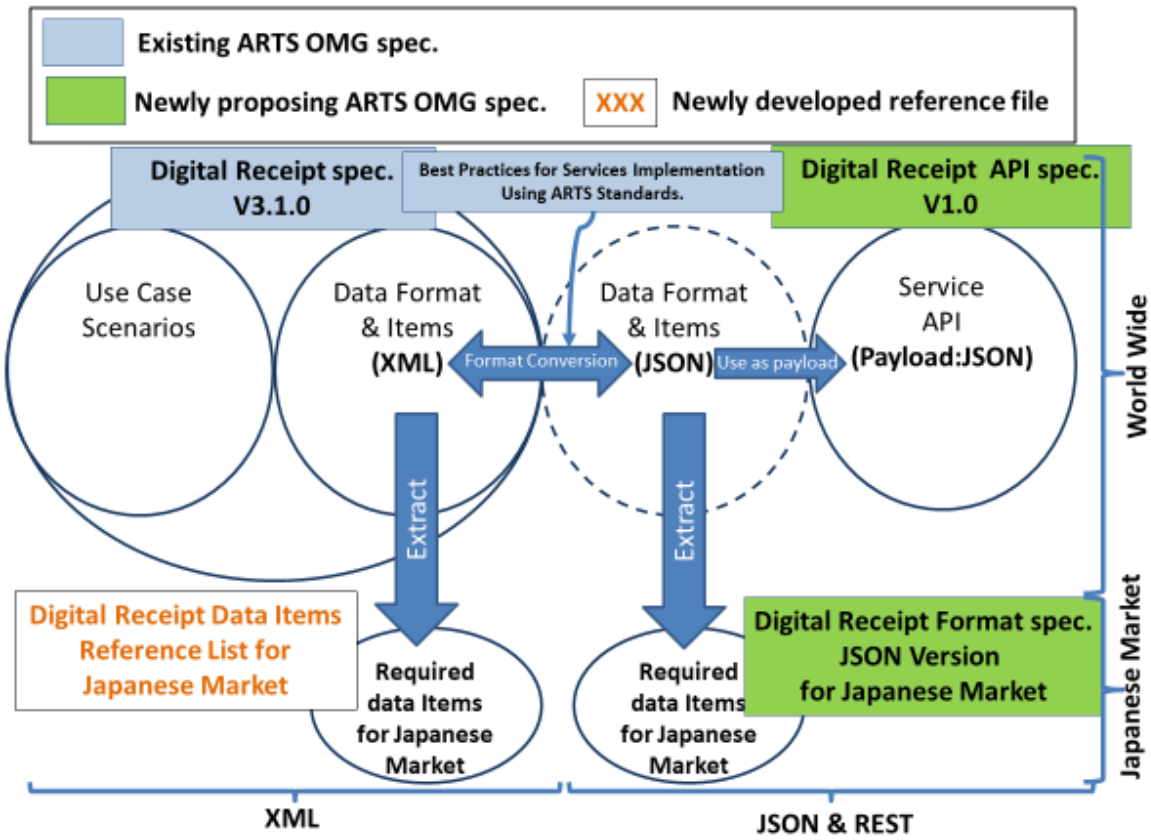 Existing ARTS OMG spec.
Newly proposing ARTS OMG spec.
XXX
Newly developed reference file
Digital Receipt spec.
V3.1.0
Best Practices for Services Implementation
Using ARTS Standards.
Digital Receipt API spec.
V1.0
Use Case
Scenarios
Data Format
& Items
(XML)
Format Conversion
Data Format
& Items
(JSON)
Use as payload
Service
API
(Payload:JSON)
World Wide
Extract
Extract
Digital Receipt Data Items
Reference List for
Japanese Market
Required
data Items
for Japanese
Market
Required
data Items
for Japanese
Market
Digital Receipt Format spec.
JSON Version
for Japanese Market
Japanese Market
XML
JSON & REST